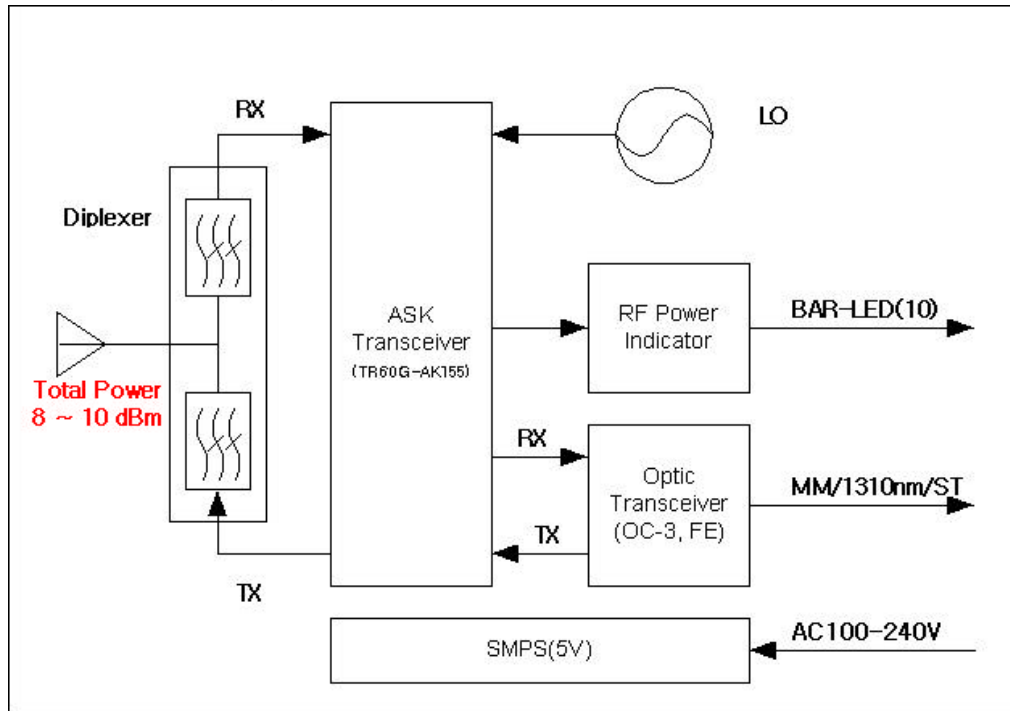 RX
LO
Diplexer
ASK
Transceiver
(TR60G-AK155)
RF Power
Indicator
BAR-LED(10)
Total Power
8 ~ 10 dBm
RX
Optic
Transceiver
(OC-3, FE)
MM/1310nm/ST
TX
TX
SMPS(5V)
AC100-240V